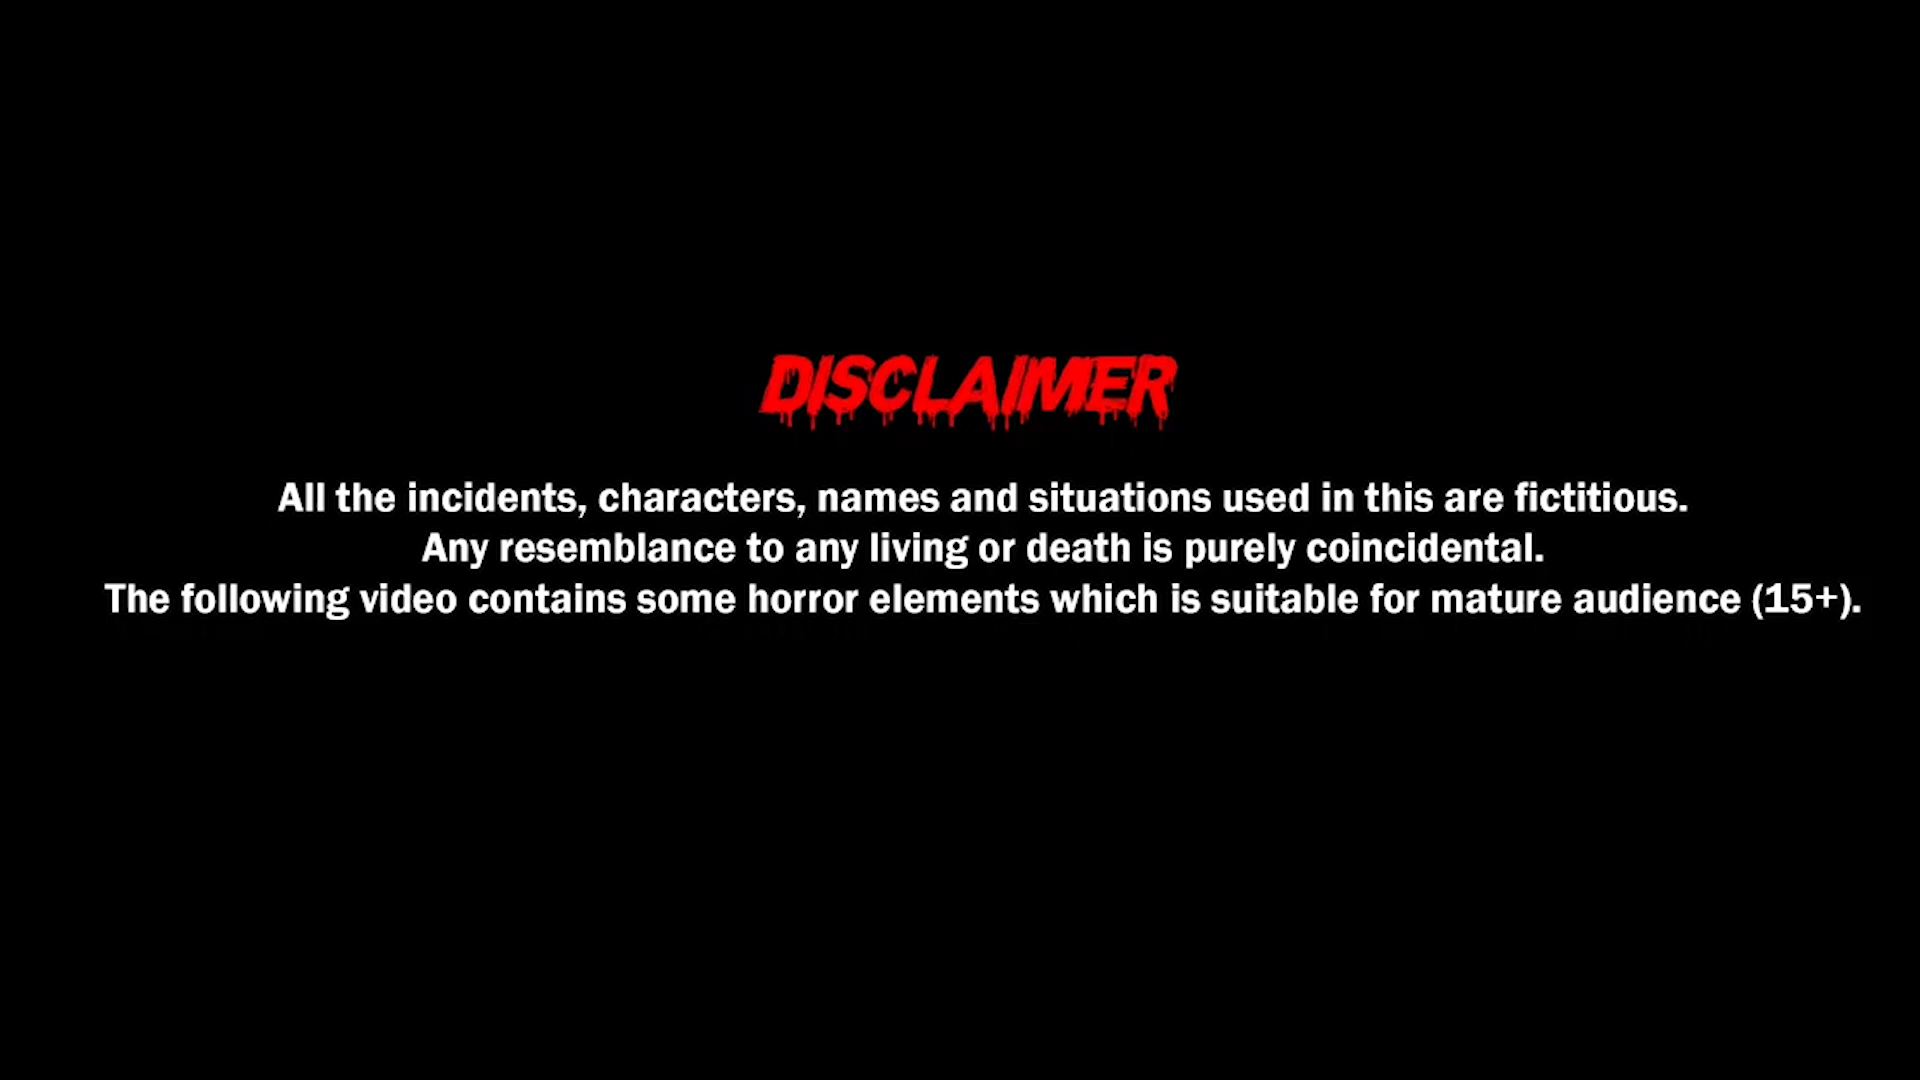 DISCLAIMER
All the incidents, characters, names and situations used in this are fictitious.
Any resemblance to any living or death is purely coincidental.
The following video contains some horror elements which is suitable for mature audience (15+).